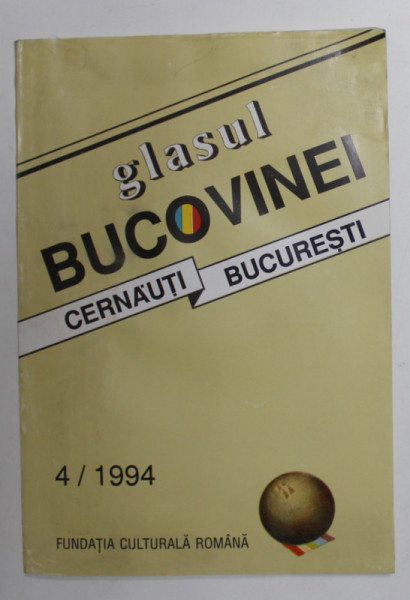 glasul
BUCOVINEI
CERNĂUȚI BUCUREȘTI
4 / 1994
FUNDAȚIA CULTURALĂ ROMÂNĂ